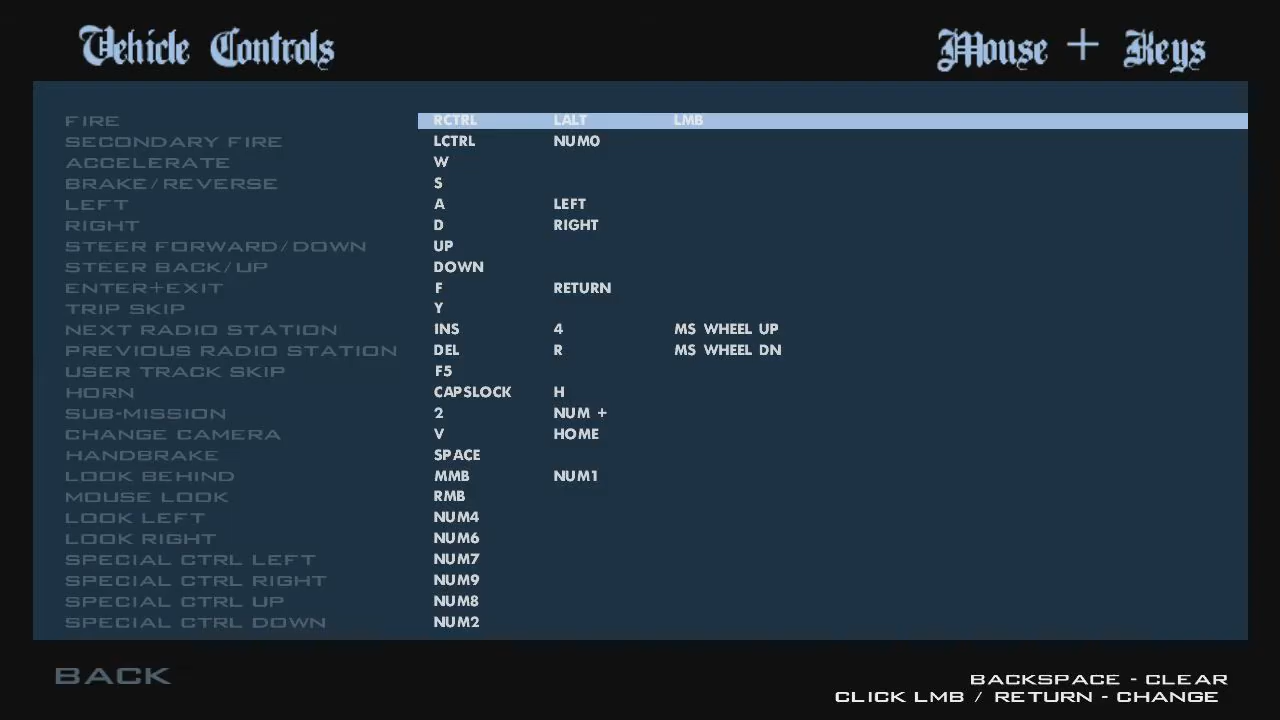 Vehicle Controls Mouse + Keys
FIRE RCTRL LALT LMB
SECONDARY FIRE LCTRL NUM0
ACCELERATE W
BRAKE/REVERSE S
LEFT A LEFT
RIGHT D RIGHT
STEER FORWARD/DOWN UP
STEER BACK/UP DOWN
ENTER+EXIT F RETURN
TRIP SKIP Y
NEXT RADIO STATION INS 4 MS WHEEL UP
PREVIOUS RADIO STATION DEL R MS WHEEL DN
USER TRACK SKIP F5
HORN CAPSLOCK H
SUB-MISSION 2 NUM +
CHANGE CAMERA V HOME
HANDBRAKE SPACE
LOOK BEHIND MMB NUM1
MOUSE LOOK RMB
LOOK LEFT NUM4
LOOK RIGHT NUM6
SPECIAL CTRL LEFT NUM7
SPECIAL CTRL RIGHT NUM9
SPECIAL CTRL UP NUM8
SPECIAL CTRL DOWN NUM2
BACK
BACKSPACE - CLEAR
CLICK LMB / RETURN - CHANGE